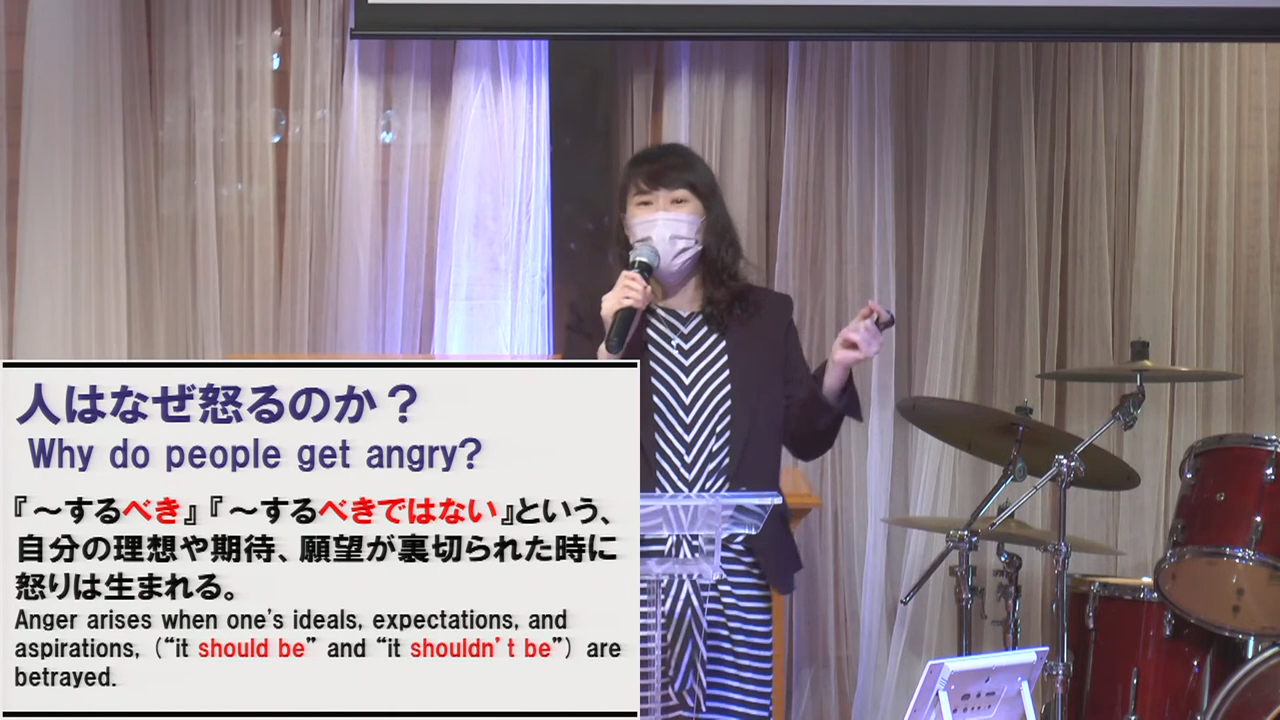 人はなぜ怒るのか？
Why do people get angry?
『～するべき』『～するべきではない』という、
自分の理想や期待、願望が裏切られた時に
怒りは生まれる。
Anger arises when one's ideals, expectations, and
aspirations, (“it should be” and “it shouldn't be”) are
betrayed.